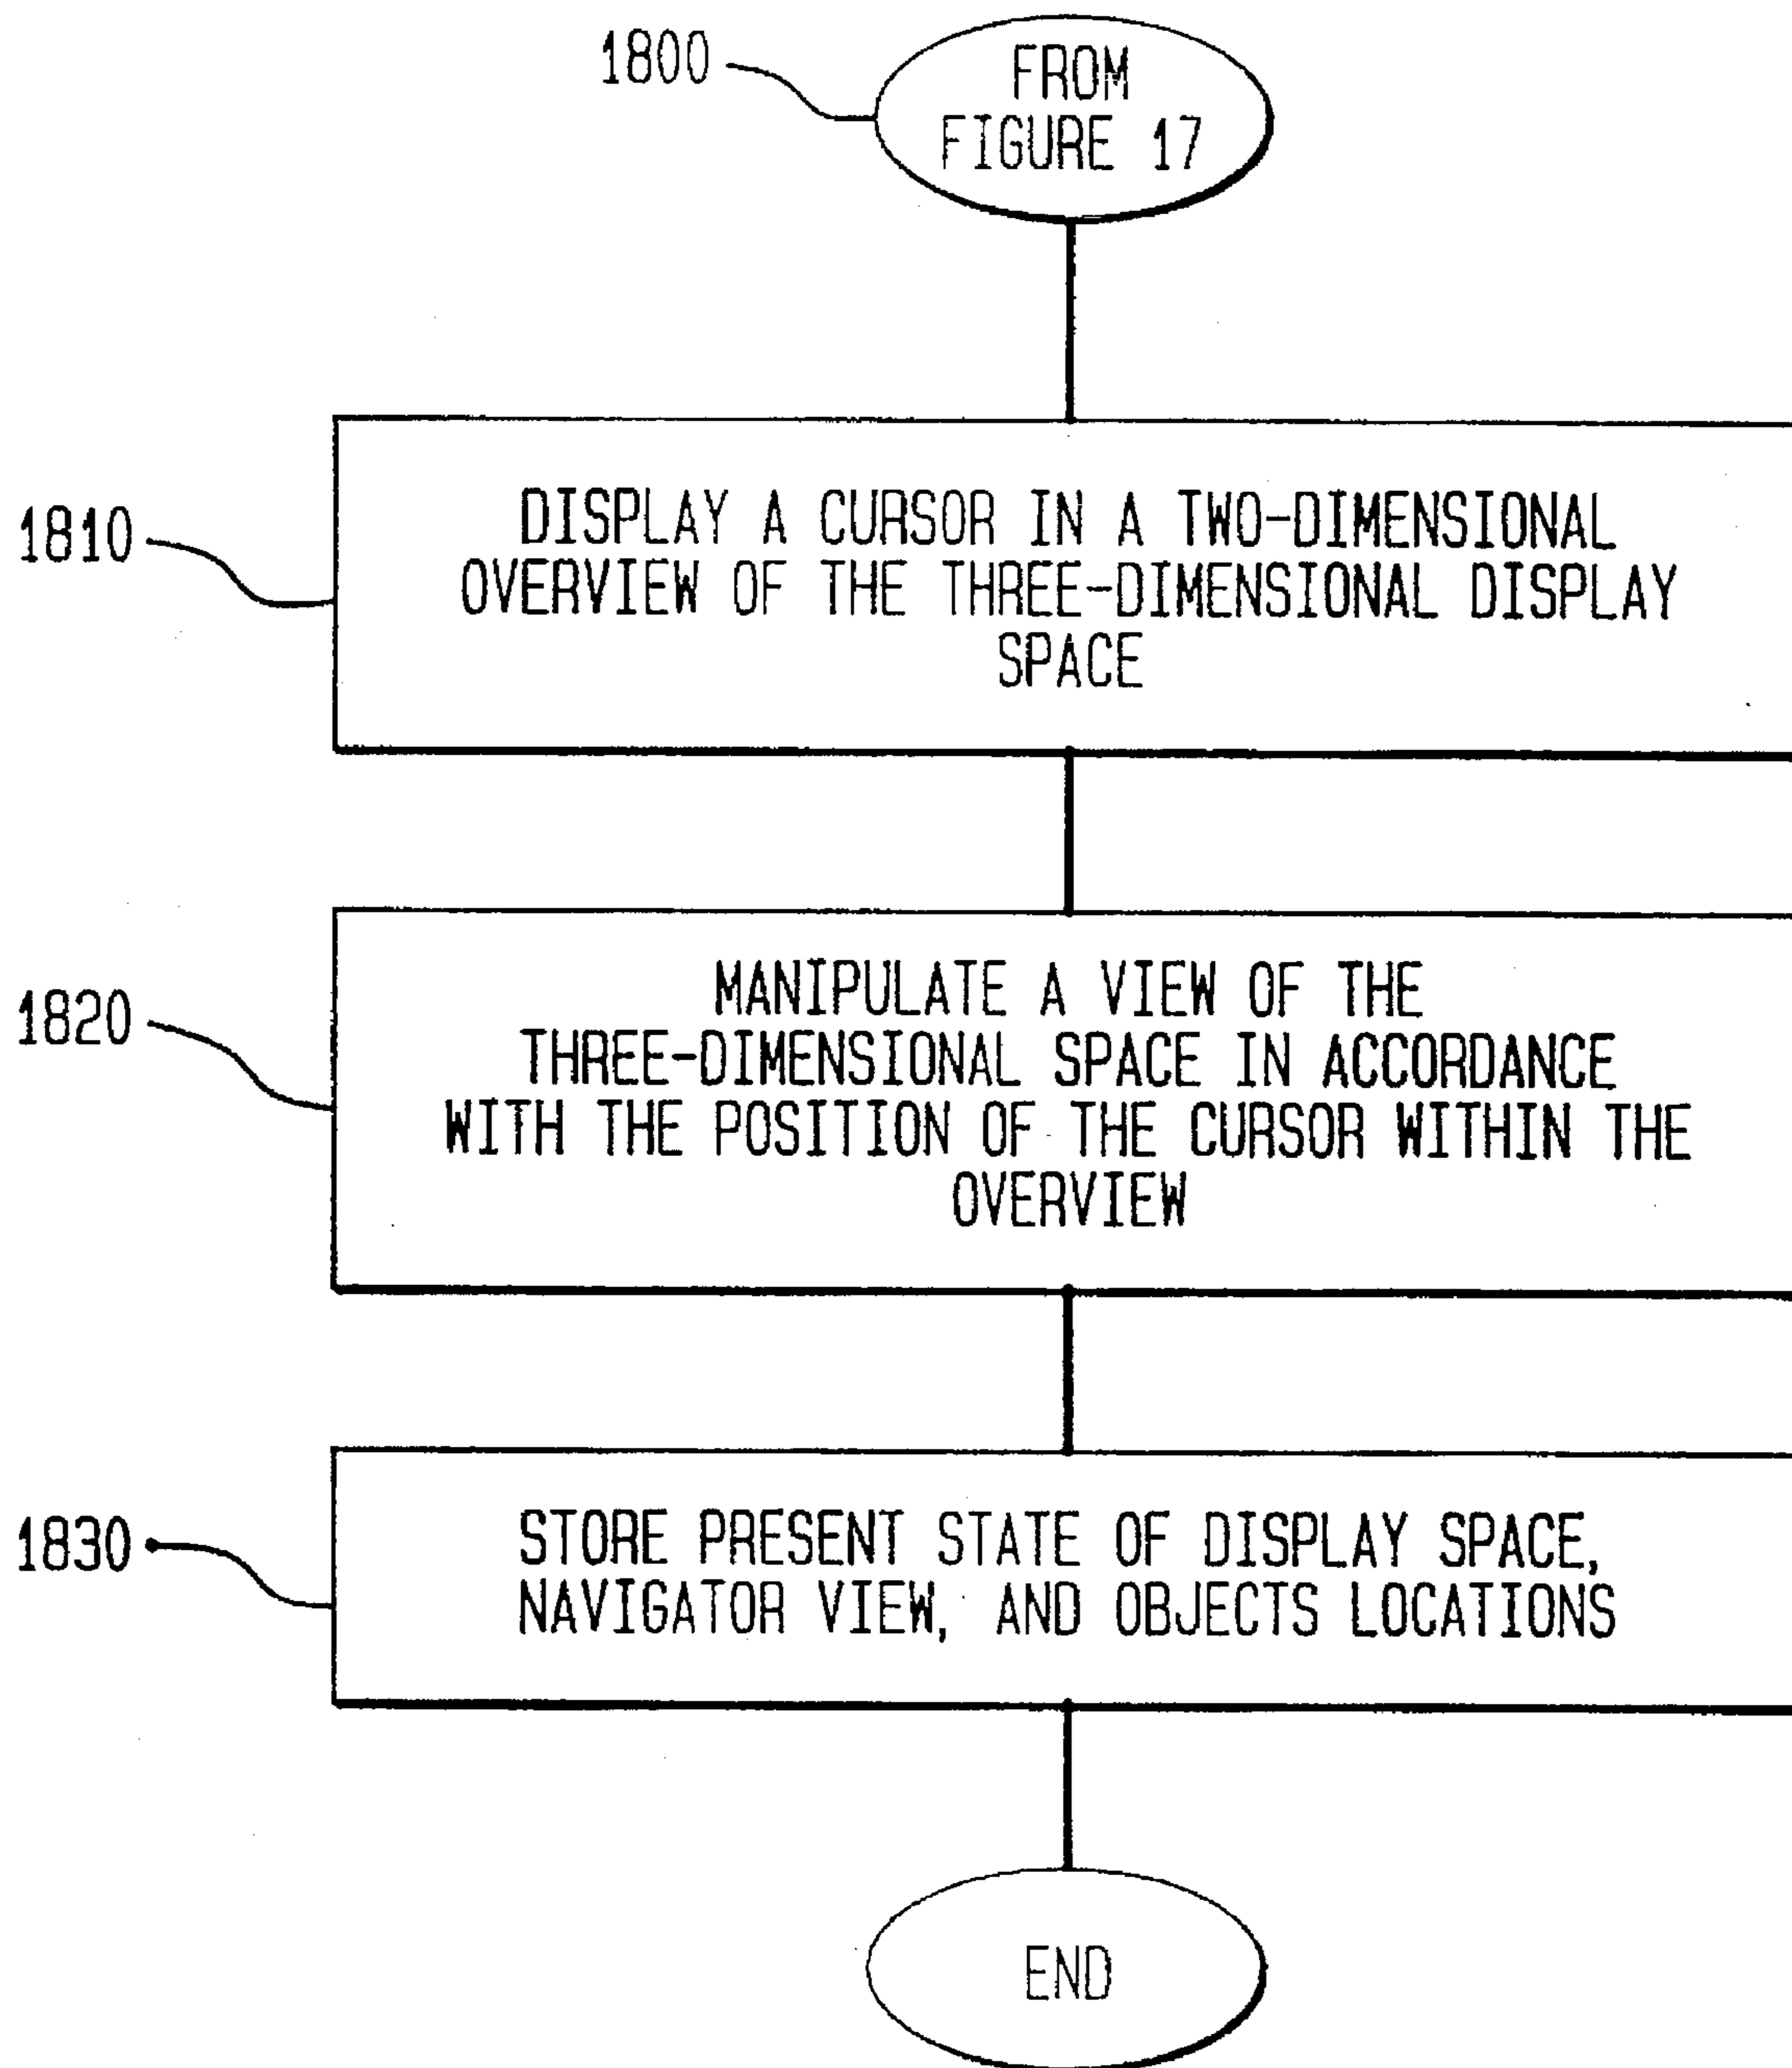 1800
FROM
FIGURE 17
1810
DISPLAY A CURSOR IN A TWO-DIMENSIONAL
OVERVIEW OF THE THREE-DIMENSIONAL DISPLAY
SPACE
1820
MANIPULATE A VIEW OF THE
THREE-DIMENSIONAL SPACE IN ACCORDANCE
WITH THE POSITION OF THE CURSOR WITHIN THE
OVERVIEW
1830
STORE PRESENT STATE OF DISPLAY SPACE,
NAVIGATOR VIEW, AND OBJECTS LOCATIONS
END